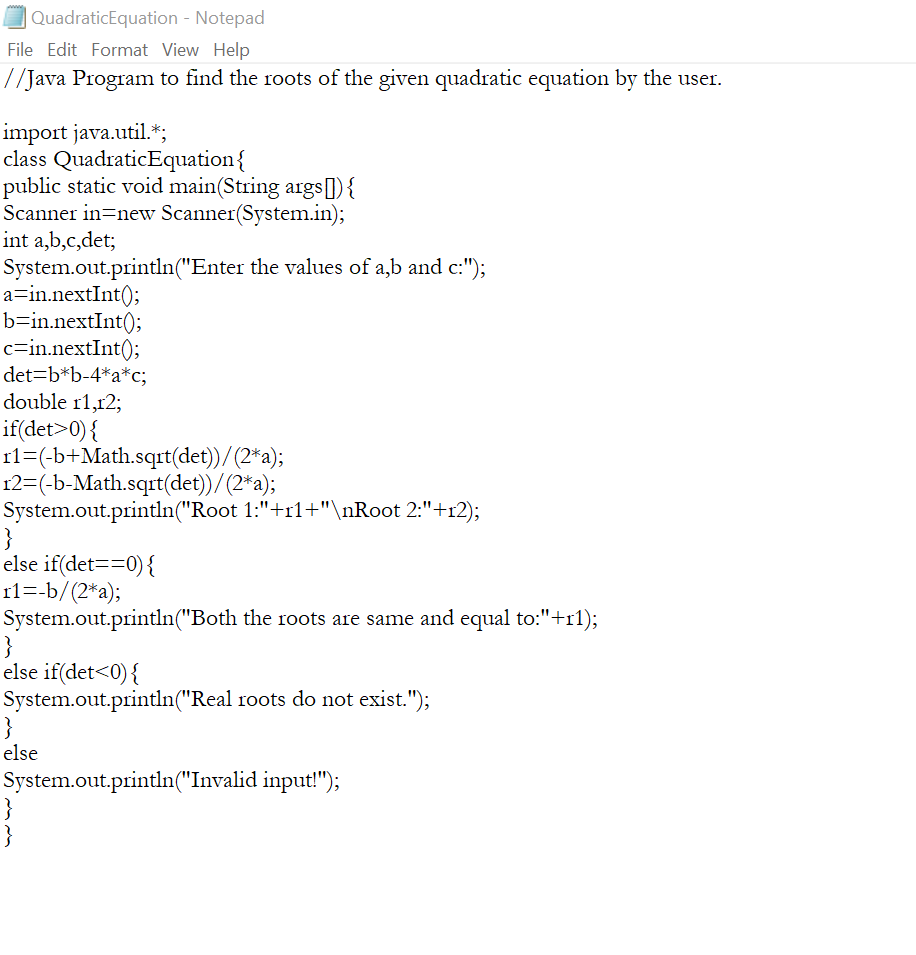 QuadraticEquation - Notepad
File Edit Format View Help
//Java Program to find the roots of the given quadratic equation by the user.
import java.util.*;
class QuadraticEquation{
public static void main(String args[]){
Scanner in=new Scanner(System.in);
int a,b,c,det;
System.out.println("Enter the values of a,b and c:");
a=in.nextInt();
b=in.nextInt();
c=in.nextInt();
det=b*b-4*a*c;
double r1,r2;
if(det>0){
r1=(-b+Math.sqrt(det))/(2*a);
r2=(-b-Math.sqrt(det))/(2*a);
System.out.println("Root 1:"+r1+"\nRoot 2:"+r2);
}
else if(det==0){
r1=-b/(2*a);
System.out.println("Both the roots are same and equal to:"+r1);
}
else if(det<0){
System.out.println("Real roots do not exist.");
}
else
System.out.println("Invalid input!");
}
}